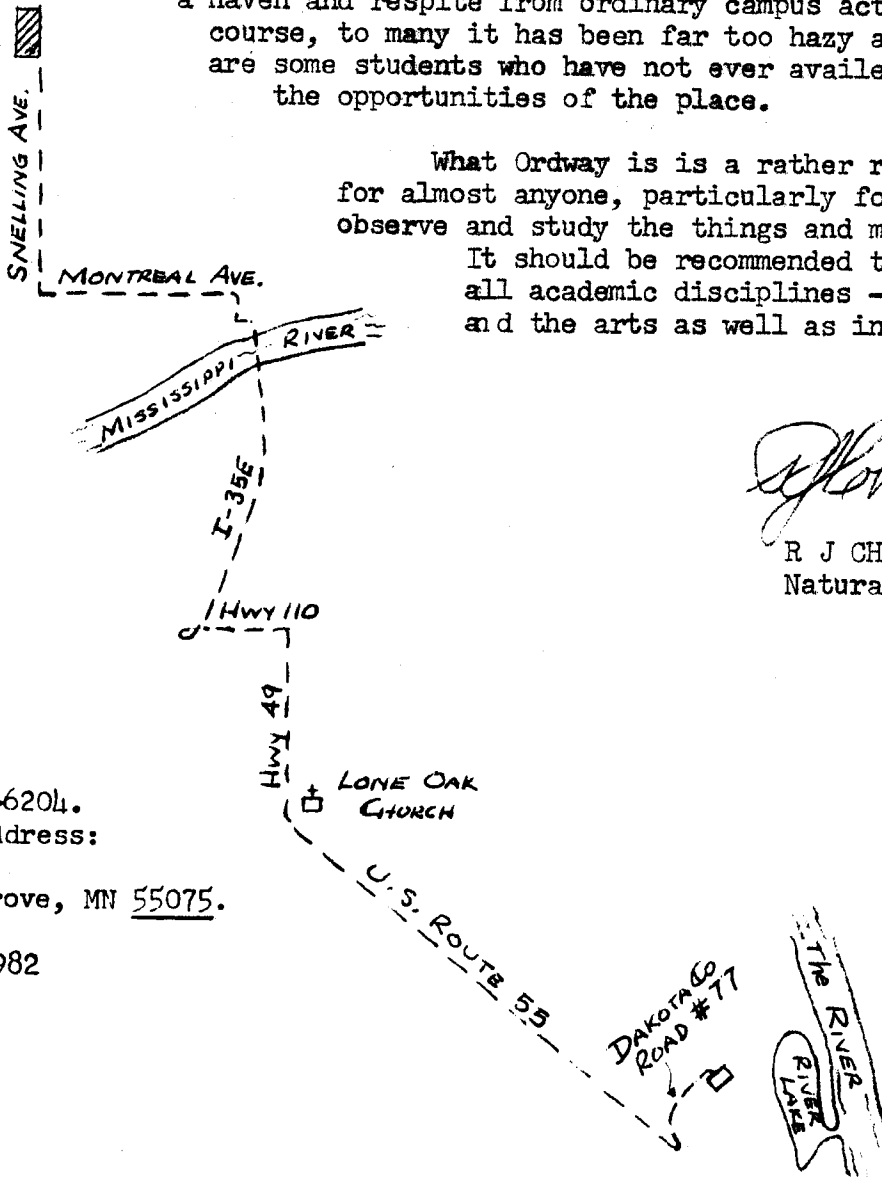 a haven and respite from ordinary campus act
course, to many it has been far too hazy a
are some students who have not ever availe
the opportunities of the place.
What Ordway is is a rather r
for almost anyone, particularly fo
observe and study the things and m
It should be recommended t
all academic disciplines -
and the arts as well as in
SNELLING AVE.
MONTREAL AVE.
MISSISSIPPI RIVER
I-35E
R J CH
Natura
HWY 110
HWY 49
LONE OAK
CHURCH
6204.
ddress:
rove, MN 55075.
982
U.S. ROUTE 55
DAKOTA CO
ROAD #77
The RIVER
RIVER
LAKE